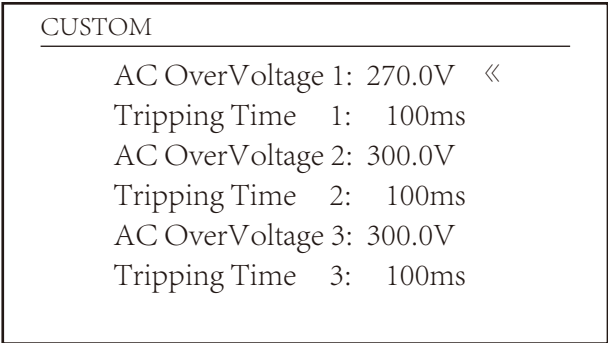 CUSTOM
AC OverVoltage 1: 270.0V «
Tripping Time 1: 100ms
AC OverVoltage 2: 300.0V
Tripping Time 2: 100ms
AC OverVoltage 3: 300.0V
Tripping Time 3: 100ms